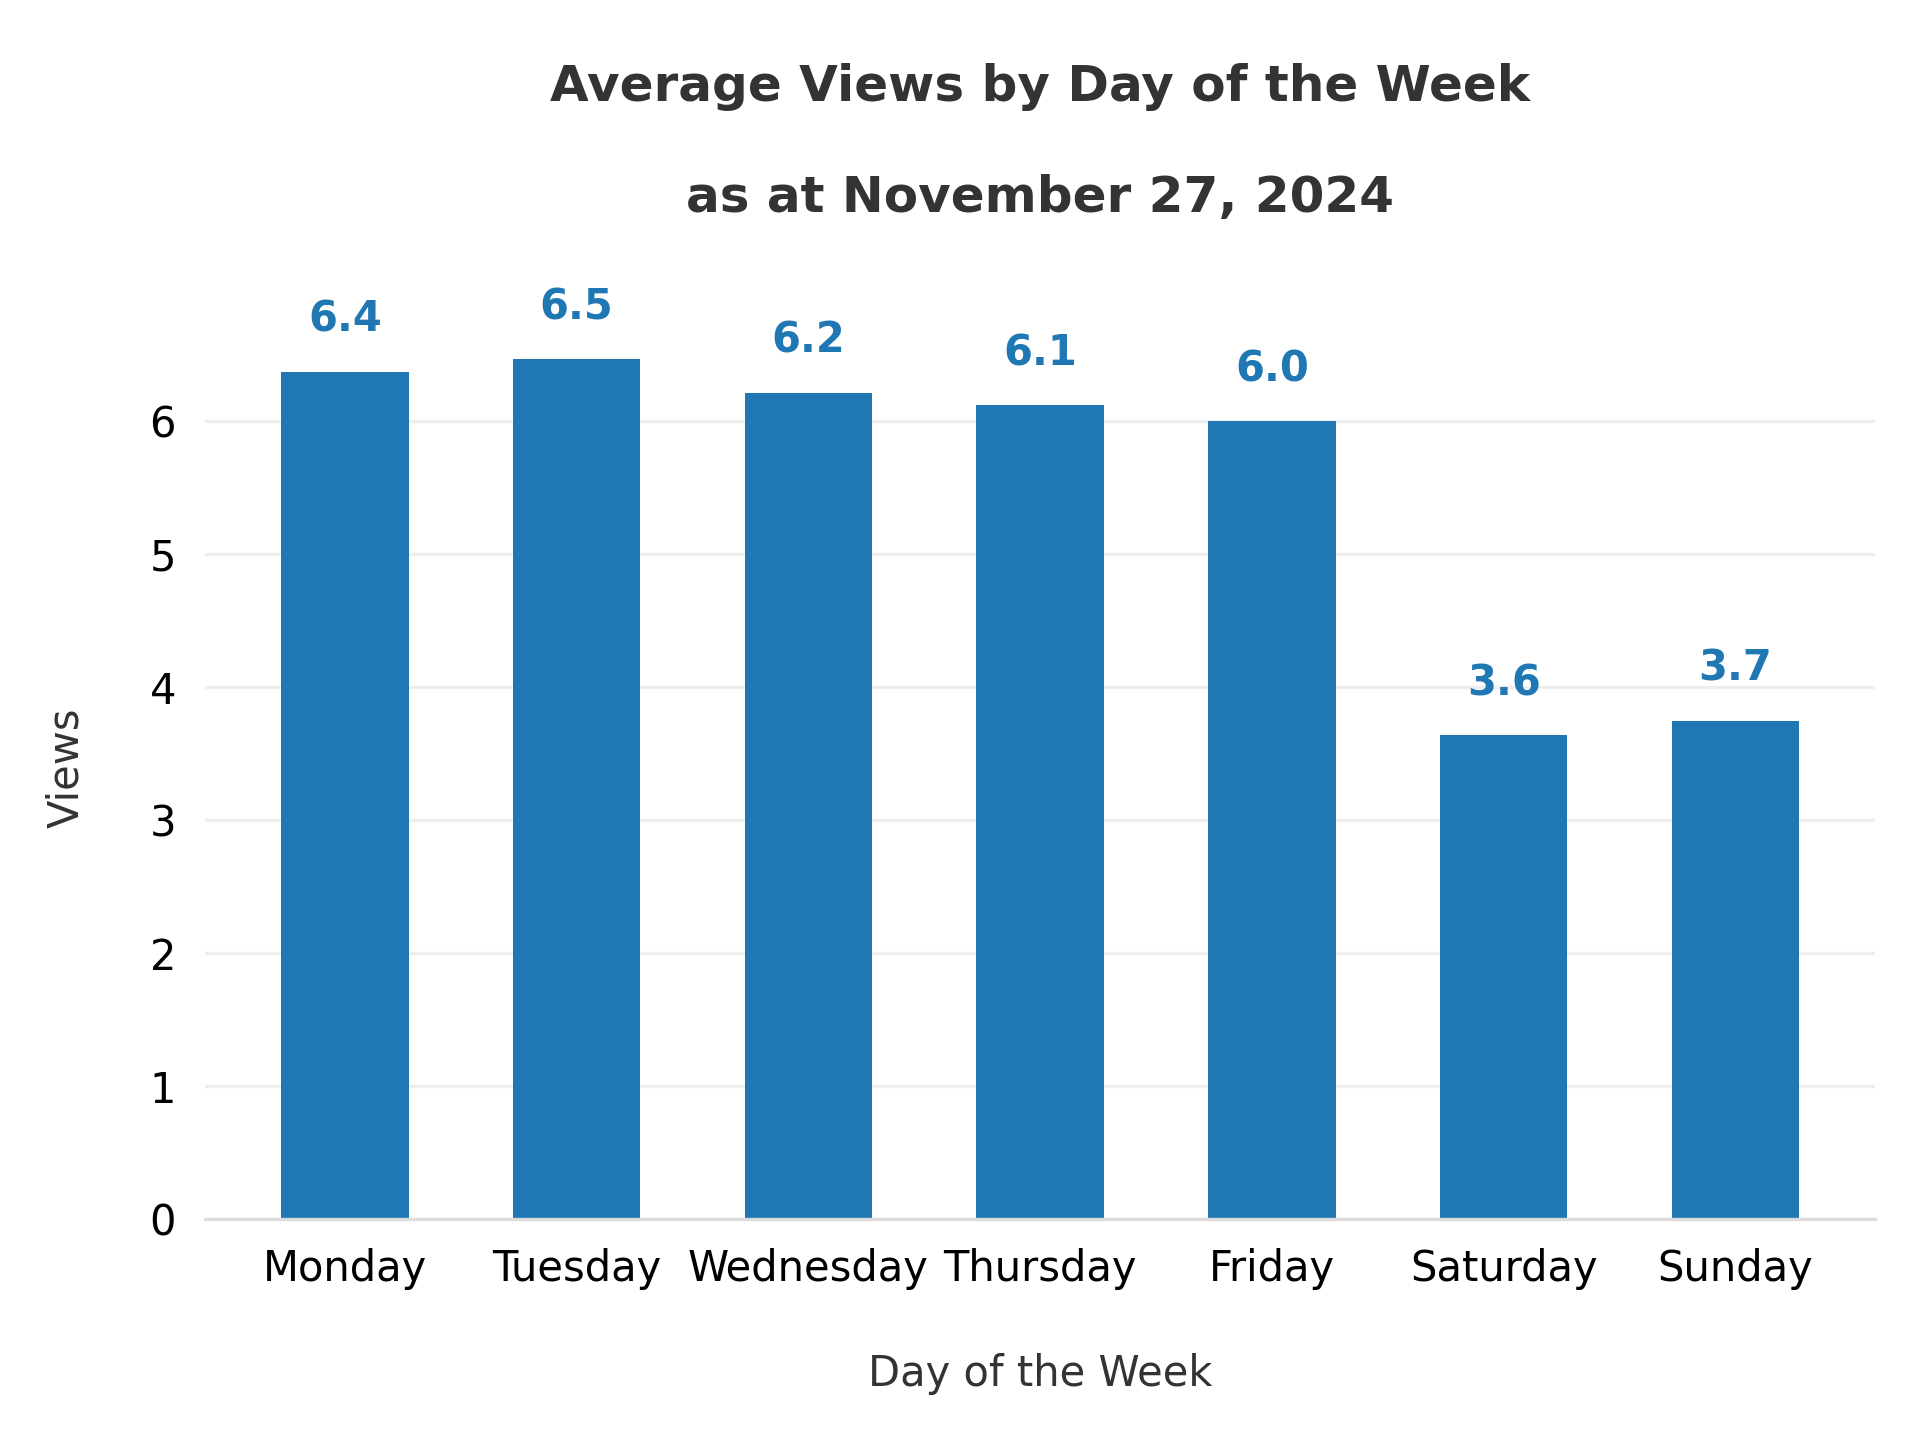 Average Views by Day of the Week
as at November 27, 2024
6.4
6.5
6.2
6.1
6.0
3.6
3.7
6
5
4
3
2
1
0
Views
Monday Tuesday Wednesday Thursday Friday Saturday Sunday
Day of the Week